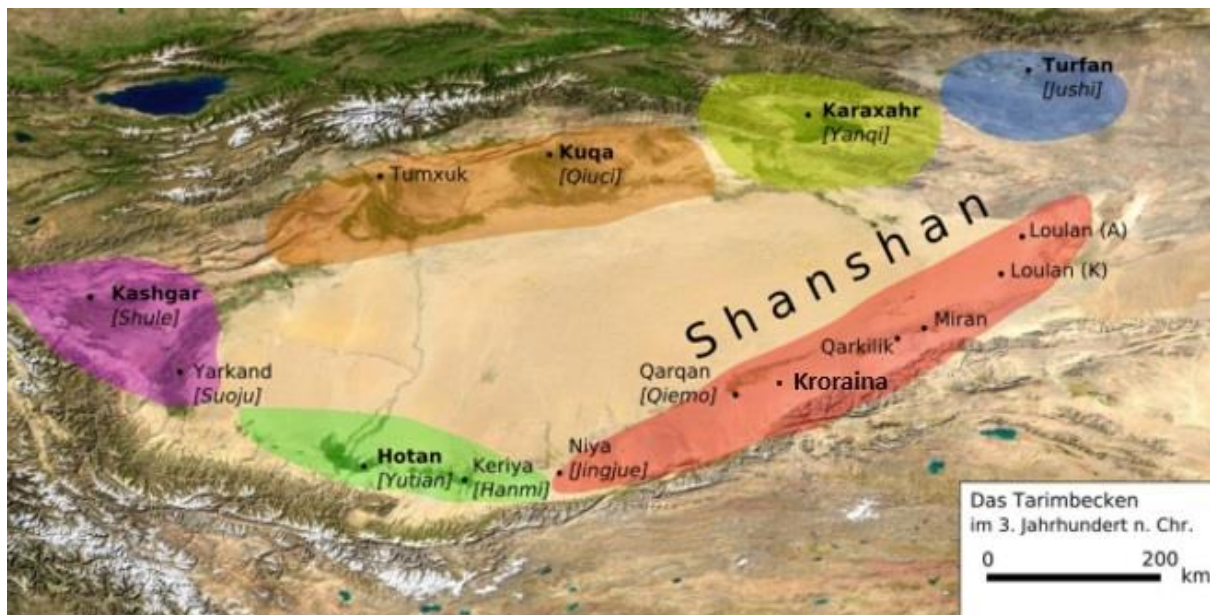 Turfan
[Jushi]
Karaxahr
[Yanqi]
Kuqa
[Qiuci]
Tumxuk
Shanshan
Loulan (A)
Loulan (K)
Kashgar
[Shule]
Miran
Qarkilik
Yarkand
[Suoju]
Qarqan
[Qiemo]
Kroraina
Hotan
[Yutian]
Keriya
[Hanmi]
Niya
[Jingjue]
Das Tarimbecken
im 3. Jahrhundert n. Chr.
0 200
km